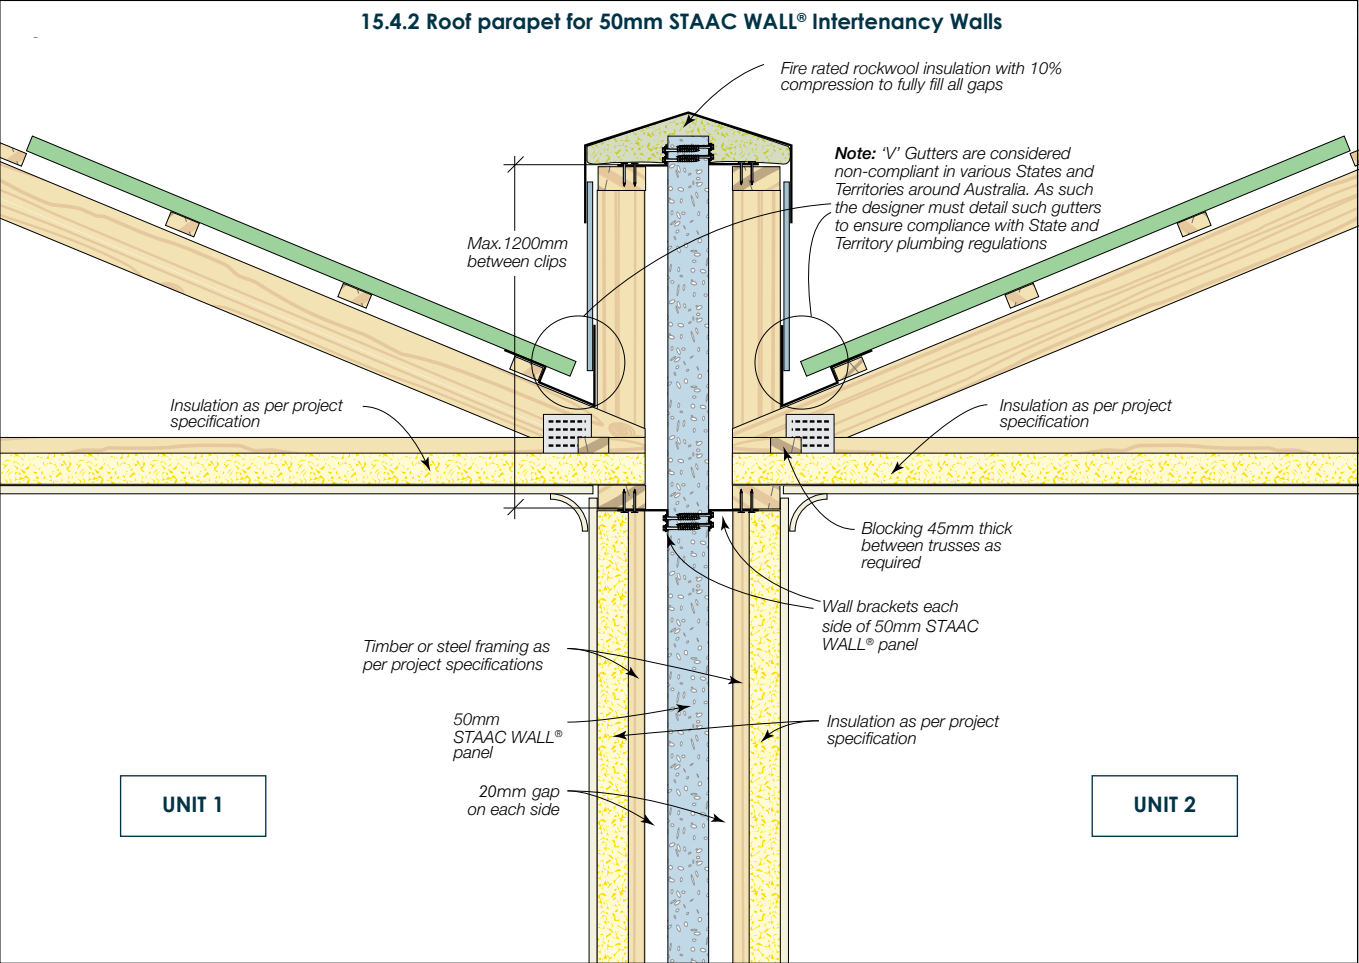 15.4.2 Roof parapet for 50mm STAAC WALL® Intertenancy Walls
Fire rated rockwool insulation with 10%
compression to fully fill all gaps
Note: 'V' Gutters are considered
non-compliant in various States and
Territories around Australia. As such
the designer must detail such gutters
to ensure compliance with State and
Territory plumbing regulations
Max.1200mm
between clips
Insulation as per project
specification
Insulation as per project
specification
Blocking 45mm thick
between trusses as
required
Wall brackets each
side of 50mm STAAC
WALL® panel
Timber or steel framing as
per project specifications
50mm
STAAC WALL®
panel
Insulation as per project
specification
20mm gap
on each side
UNIT 1
UNIT 2